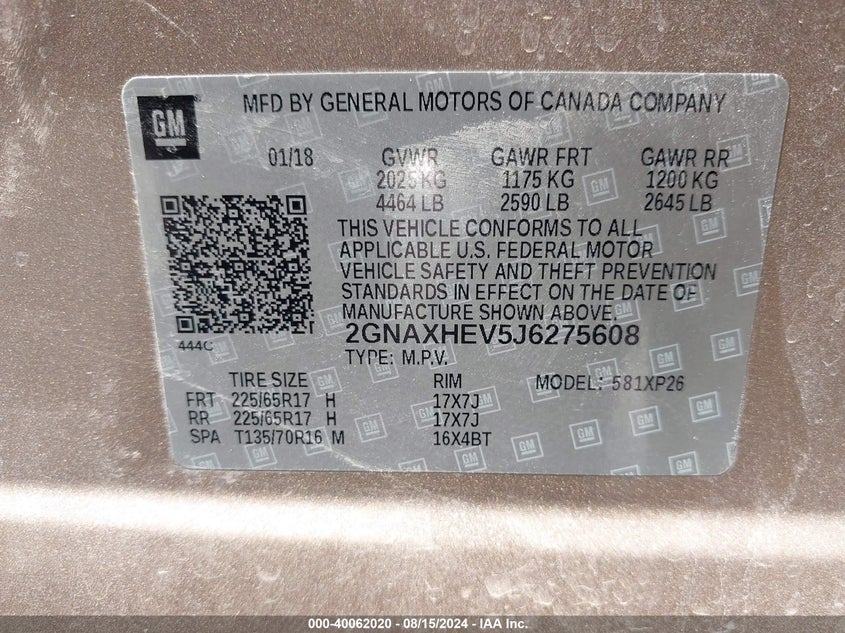 GM
MFD BY GENERAL MOTORS OF CANADA COMPANY
01/18 GVWR GAWR FRT GAWR RR
2025 KG 1175 KG 1200 KG
4464 LB 2590 LB 2645 LB
THIS VEHICLE CONFORMS TO ALL
APPLICABLE U.S. FEDERAL MOTOR
VEHICLE SAFETY AND THEFT PREVENTION
STANDARDS IN EFFECT ON THE DATE OF
MANUFACTURE SHOWN ABOVE.
444C 2GNAXHEV5J6275608
TYPE: M.P.V.
TIRE SIZE RIM MODEL: 581XP26
FRT 225/65R17 H 17X7J
RR 225/65R17 H 17X7J
SPA T135/70R16 M 16X4BT
000-40062020 - 08/15/2024 - IAA Inc.